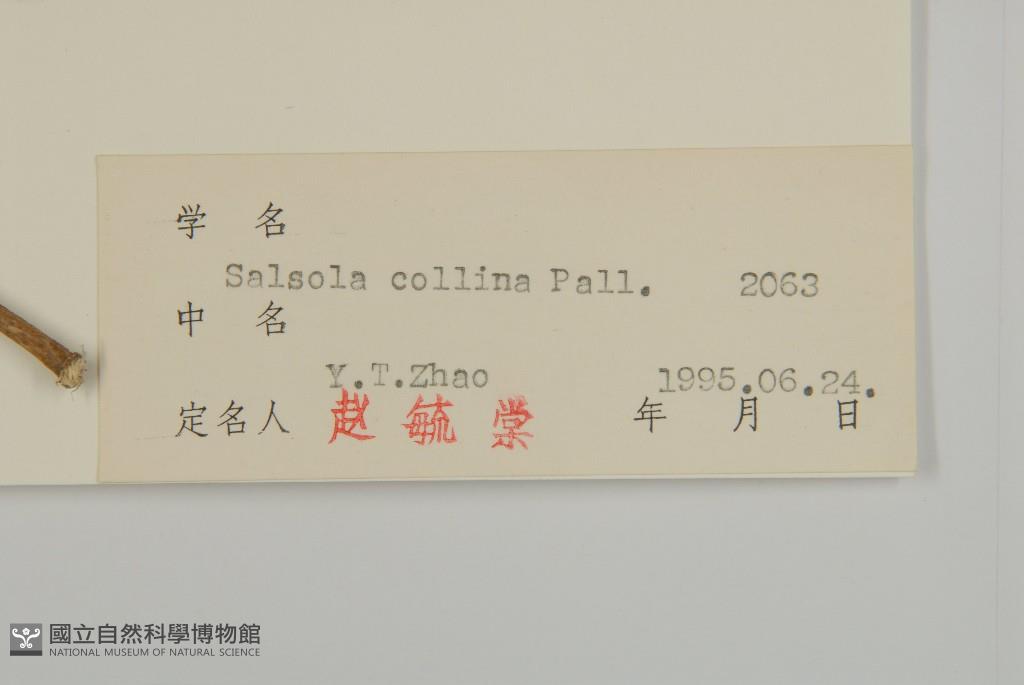 学 名
Salsola collina Pall. 2063
中 名
Y.T.Zhao 1995.06.24.
定名人 赵 毓 棠 年 月 日
國立自然科學博物館
NATIONAL MUSEUM OF NATURAL SCIENCE